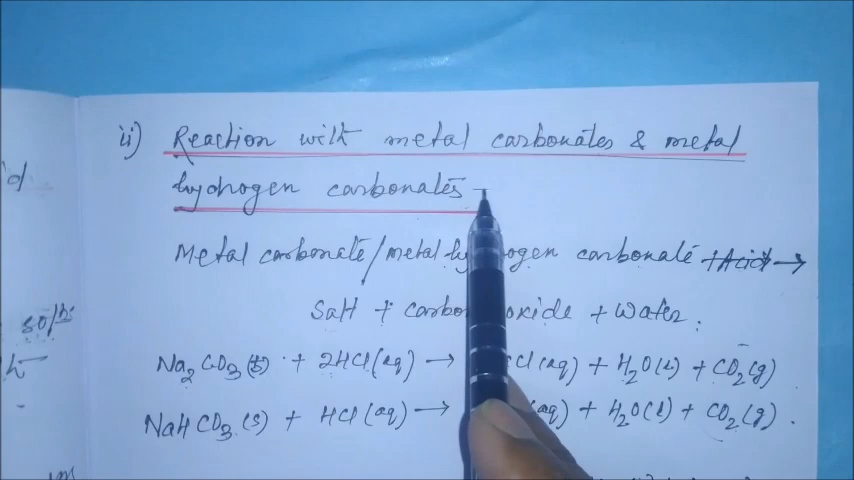 ii) Reaction with metal carbonates & metal
hydrogen carbonates -
Metal carbonate/metal hydrogen carbonate + Acid →
Salt + carbon dioxide + Water.
Na2CO3(s) + 2HCl(aq) → Cl(aq) + H2O(l) + CO2(g)
NaHCO3(s) + HCl(aq) → (aq) + H2O(l) + CO2(g).